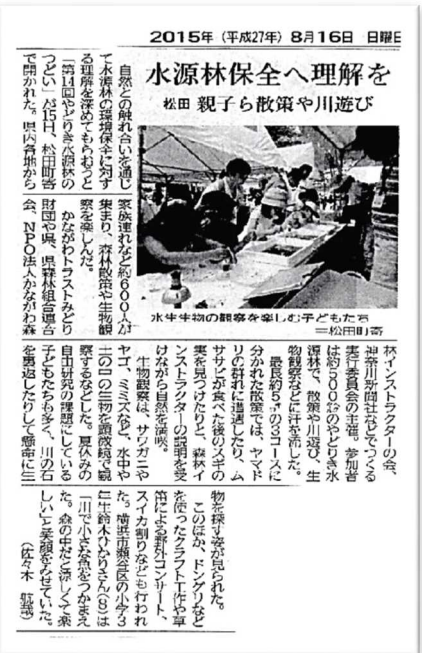 2015年(平成27年)8月16日 日曜
水源林保全へ理解を
松田 親子ら散策や川遊び
自然との触れ合いを通じ
て水源林の環境保全に対す
る理解を深めてもらおうと
「第14回やどりき水源林の
つどい」が15日、松田町寄
で開かれた。県内各地から
家族連れなど約600人が
集まり、森林散策や生物観
察を楽しんだ。
かながわトラストみどり
財団や県、県森林組合連合
会、NPO法人かながわ森
水生生物の観察を楽しむ子どもたち
=松田町寄
林インストラクターの会、
神奈川新聞社などでつくる
実行委員会の主催。参加者
は約500㌶のやどりき水
源林で、散策や川遊び、生
物観察などに汗を流した。
最長約5㌔の3コースに
分かれた散策では、ヤマド
リの群れに遭遇したり、ム
ササビが食べた後のスギの
実を見つけたりと、森林イ
ンストラクターの説明を受
けながら自然を満喫。
生物観察は、サワガニや
ヤゴ、ミミズなど、水中や
土の中の生物を顕微鏡で観
察するなどした。夏休みの
自由研究の課題にしている
子どもたちも多く、川の石
を裏返したりして懸命に生
物を探す姿が見られた。
このほか、ドングリなど
を使ったクラフト工作や草
笛による野外コンサート、
スイカ割りなども行われ
た。横浜市瀬谷区の小学3
年生鈴木ひかりさん(8)は
「川で小さな魚をつかまえ
た。森の中だと涼しくて楽
しい」と笑顔をみせていた。
(佐々木